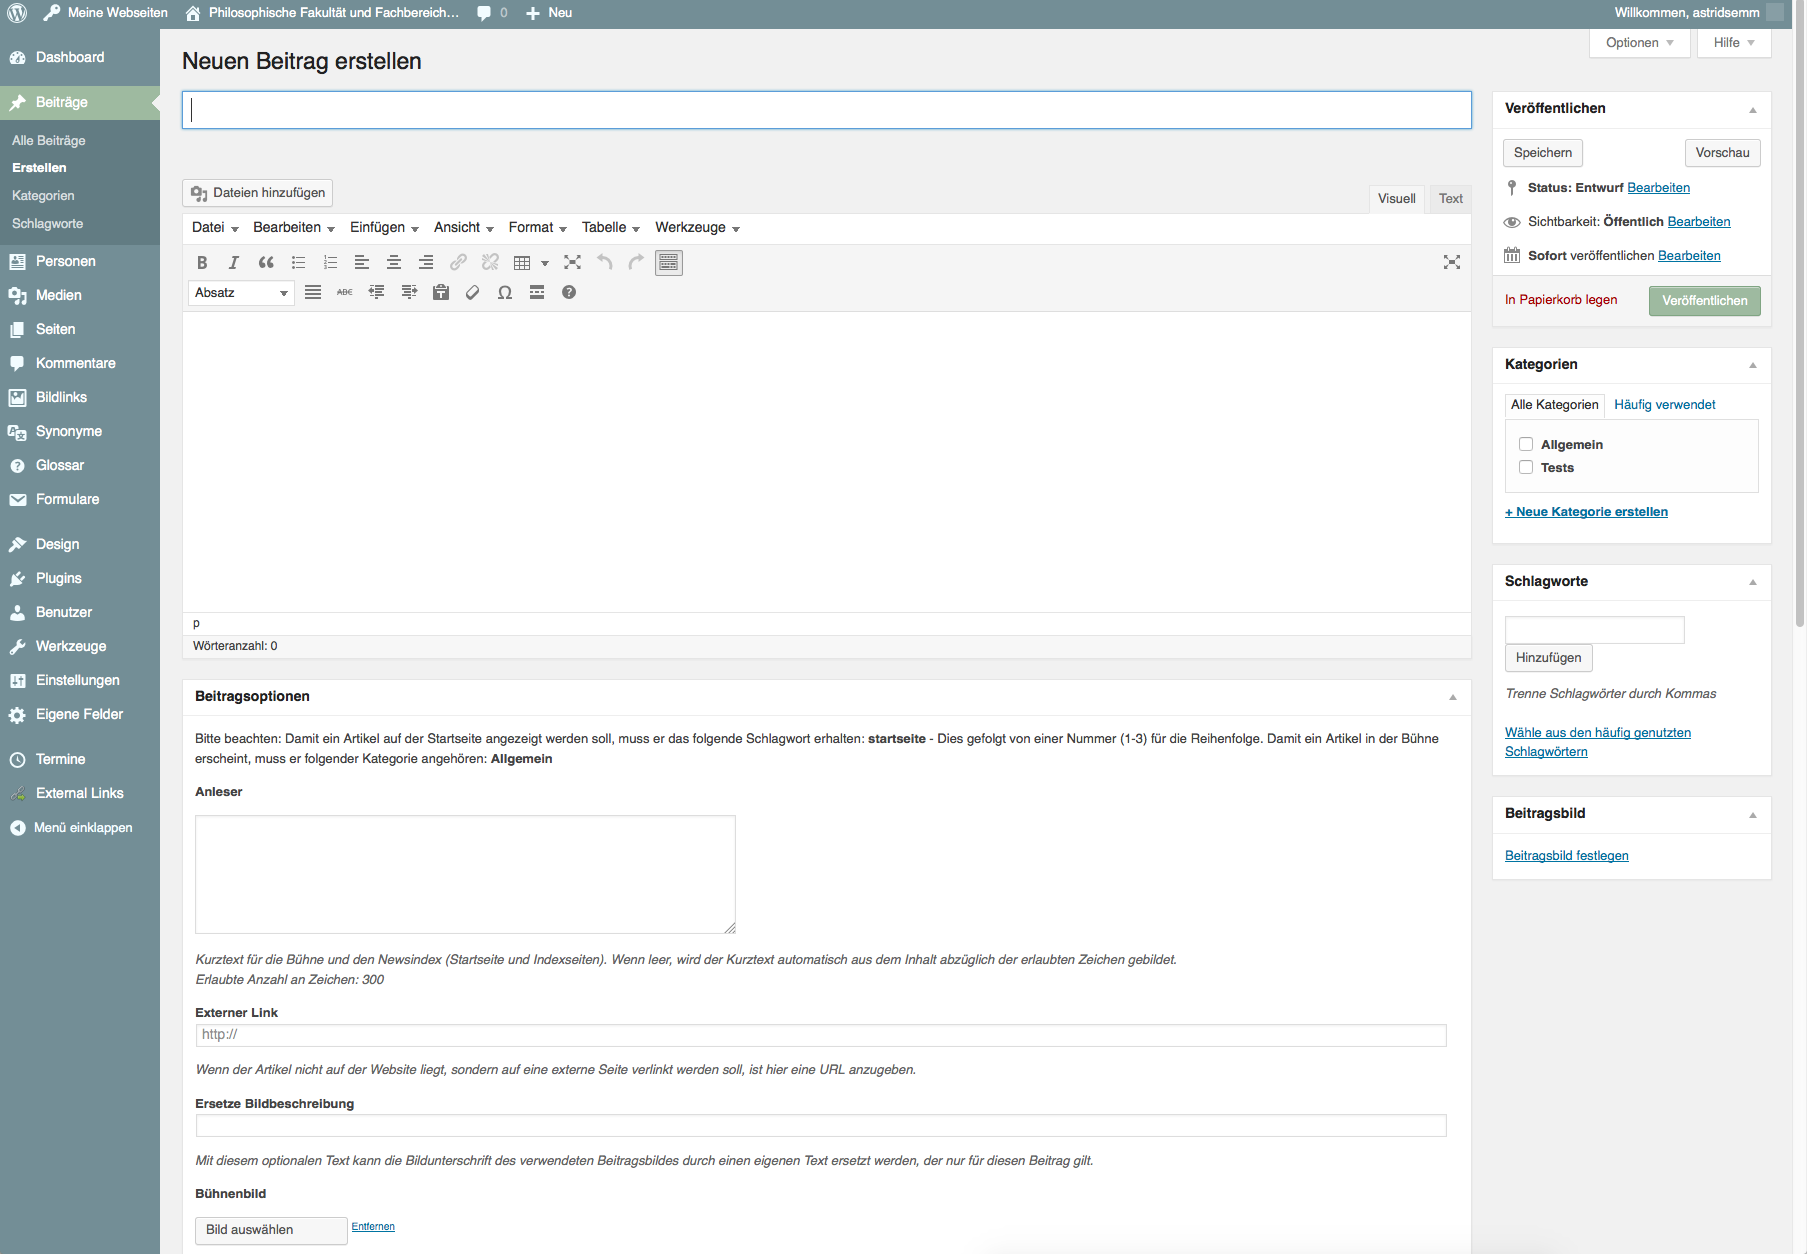 Meine Webseiten
Philosophische Fakultät und Fachbereich...
0
Neu
Willkommen, astridsemm
Dashboard
Beiträge
Alle Beiträge
Erstellen
Kategorien
Schlagworte
Personen
Medien
Seiten
Kommentare
Bildlinks
Synonyme
Glossar
Formulare
Design
Plugins
Benutzer
Werkzeuge
Einstellungen
Eigene Felder
Termine
External Links
Menü einklappen
Optionen
Hilfe
Neuen Beitrag erstellen
Dateien hinzufügen
Visuell
Text
Datei
Bearbeiten
Einfügen
Ansicht
Format
Tabelle
Werkzeuge
B I
Absatz
ABC
Ω
p
Wörteranzahl: 0
Beitragsoptionen
Bitte beachten: Damit ein Artikel auf der Startseite angezeigt werden soll, muss er das folgende Schlagwort erhalten: startseite - Dies gefolgt von einer Nummer (1-3) für die Reihenfolge. Damit ein Artikel in der Bühne
erscheint, muss er folgender Kategorie angehören: Allgemein
Anleser
Kurztext für die Bühne und den Newsindex (Startseite und Indexseiten). Wenn leer, wird der Kurztext automatisch aus dem Inhalt abzüglich der erlaubten Zeichen gebildet.
Erlaubte Anzahl an Zeichen: 300
Externer Link
http://
Wenn der Artikel nicht auf der Website liegt, sondern auf eine externe Seite verlinkt werden soll, ist hier eine URL anzugeben.
Ersetze Bildbeschreibung
Mit diesem optionalen Text kann die Bildunterschrift des verwendeten Beitragsbildes durch einen eigenen Text ersetzt werden, der nur für diesen Beitrag gilt.
Bühnenbild
Bild auswählen
Entfernen
Veröffentlichen
Speichern
Vorschau
Status: Entwurf Bearbeiten
Sichtbarkeit: Öffentlich Bearbeiten
Sofort veröffentlichen Bearbeiten
In Papierkorb legen
Veröffentlichen
Kategorien
Alle Kategorien
Häufig verwendet
Allgemein
Tests
+ Neue Kategorie erstellen
Schlagworte
Hinzufügen
Trenne Schlagwörter durch Kommas
Wähle aus den häufig genutzten
Schlagwörtern
Beitragsbild
Beitragsbild festlegen